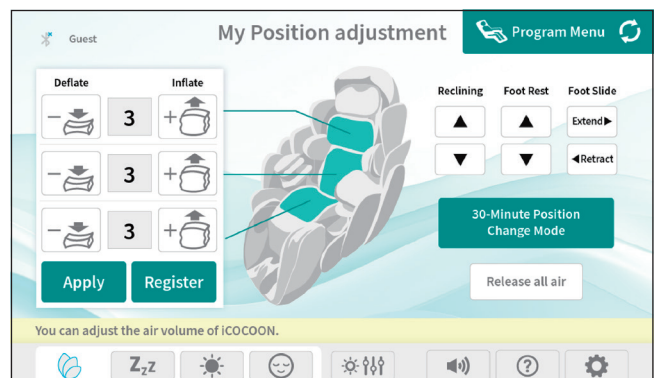 Guest
My Position adjustment
Program Menu
Deflate
Inflate
3
3
3
Apply
Register
Reclining
Foot Rest
Foot Slide
Extend▶
◀Retract
30-Minute Position
Change Mode
Release all air
You can adjust the air volume of iCOCOON.
ZzZ
?